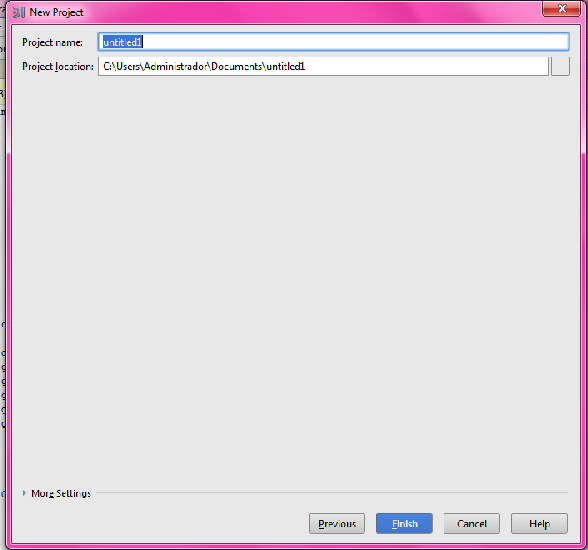 New Project
Project name: untitled1
Project location: C:\Users\Administrador\Documents\untitled1
More Settings
Previous Finish Cancel Help